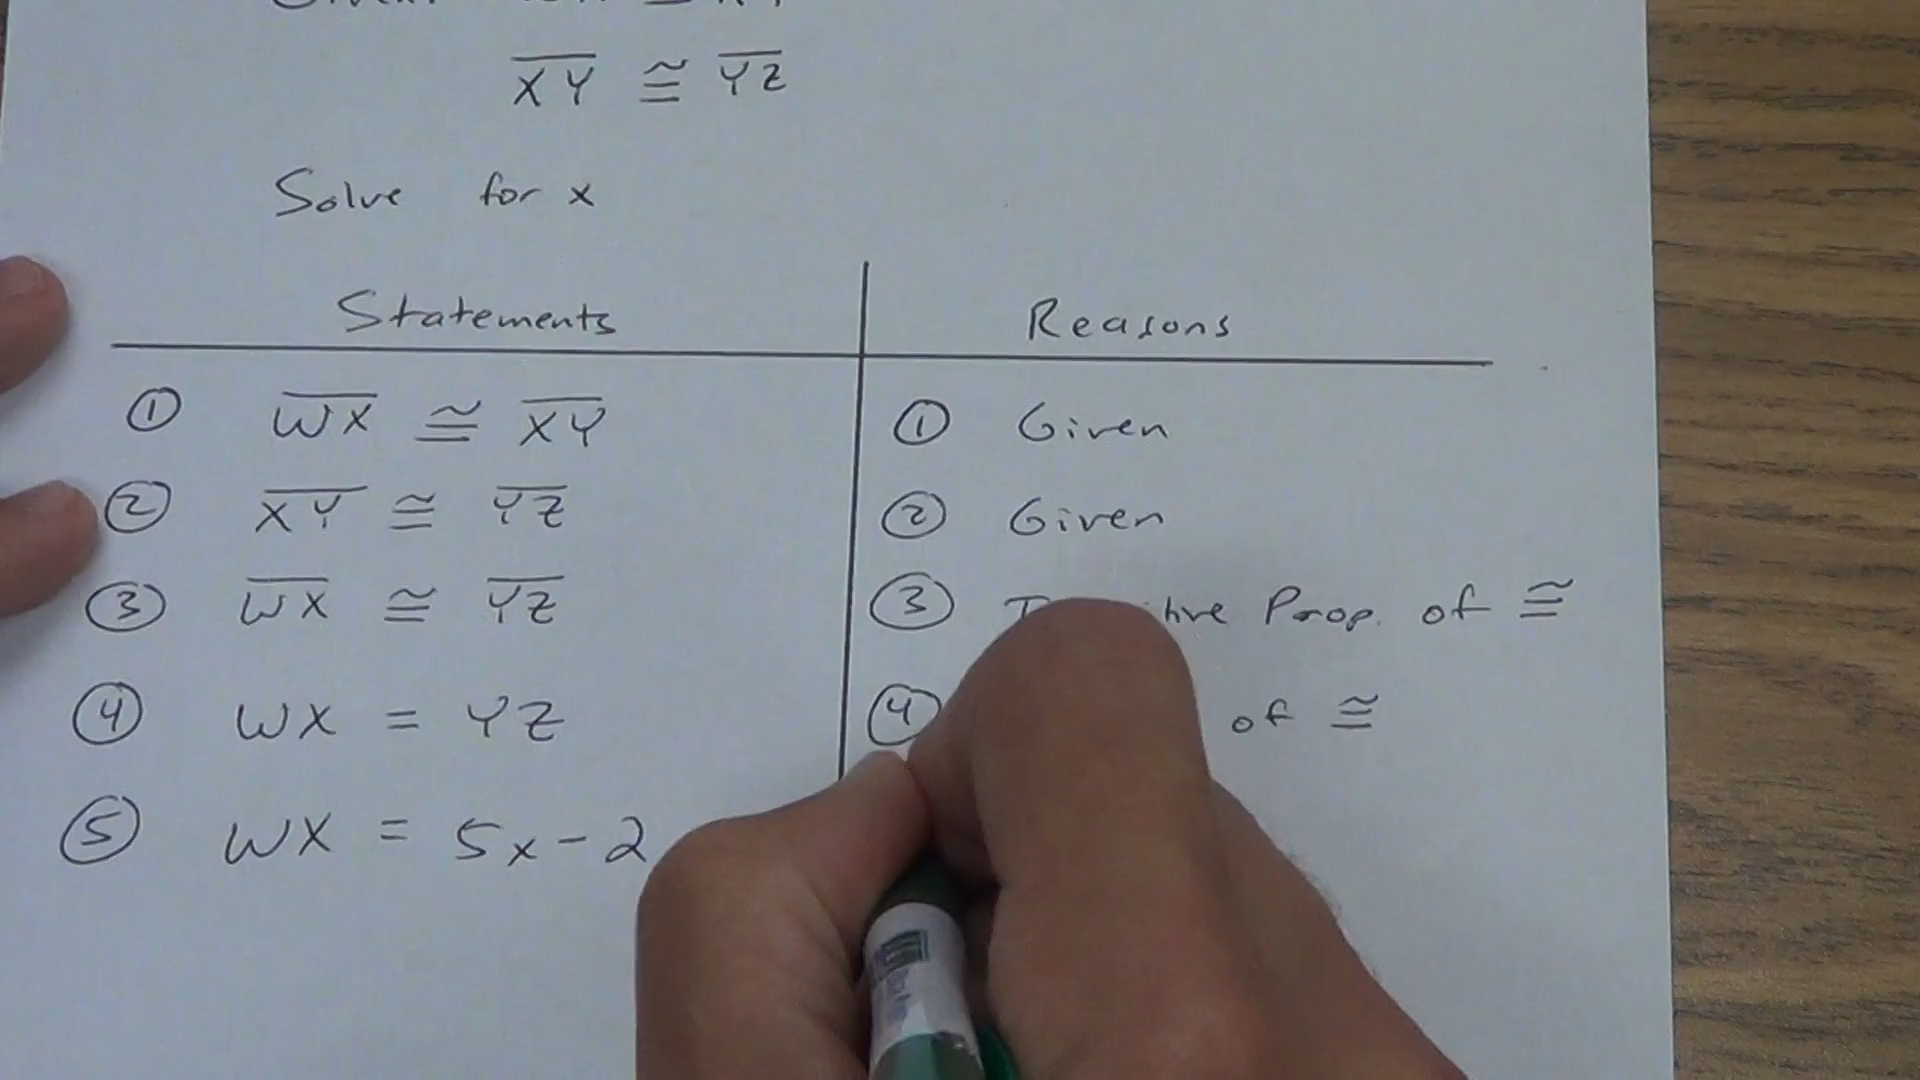 XY ≅ YZ
Solve for x
Statements Reasons
① WX ≅ XY ① Given
② XY ≅ YZ ② Given
③ WX ≅ YZ ③ Prop. of ≅
④ WX = YZ ④ of ≅
⑤ WX = 5x - 2